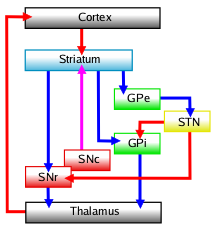 Cortex
Striatum
GPe
STN
GPi
SNc
SNr
Thalamus